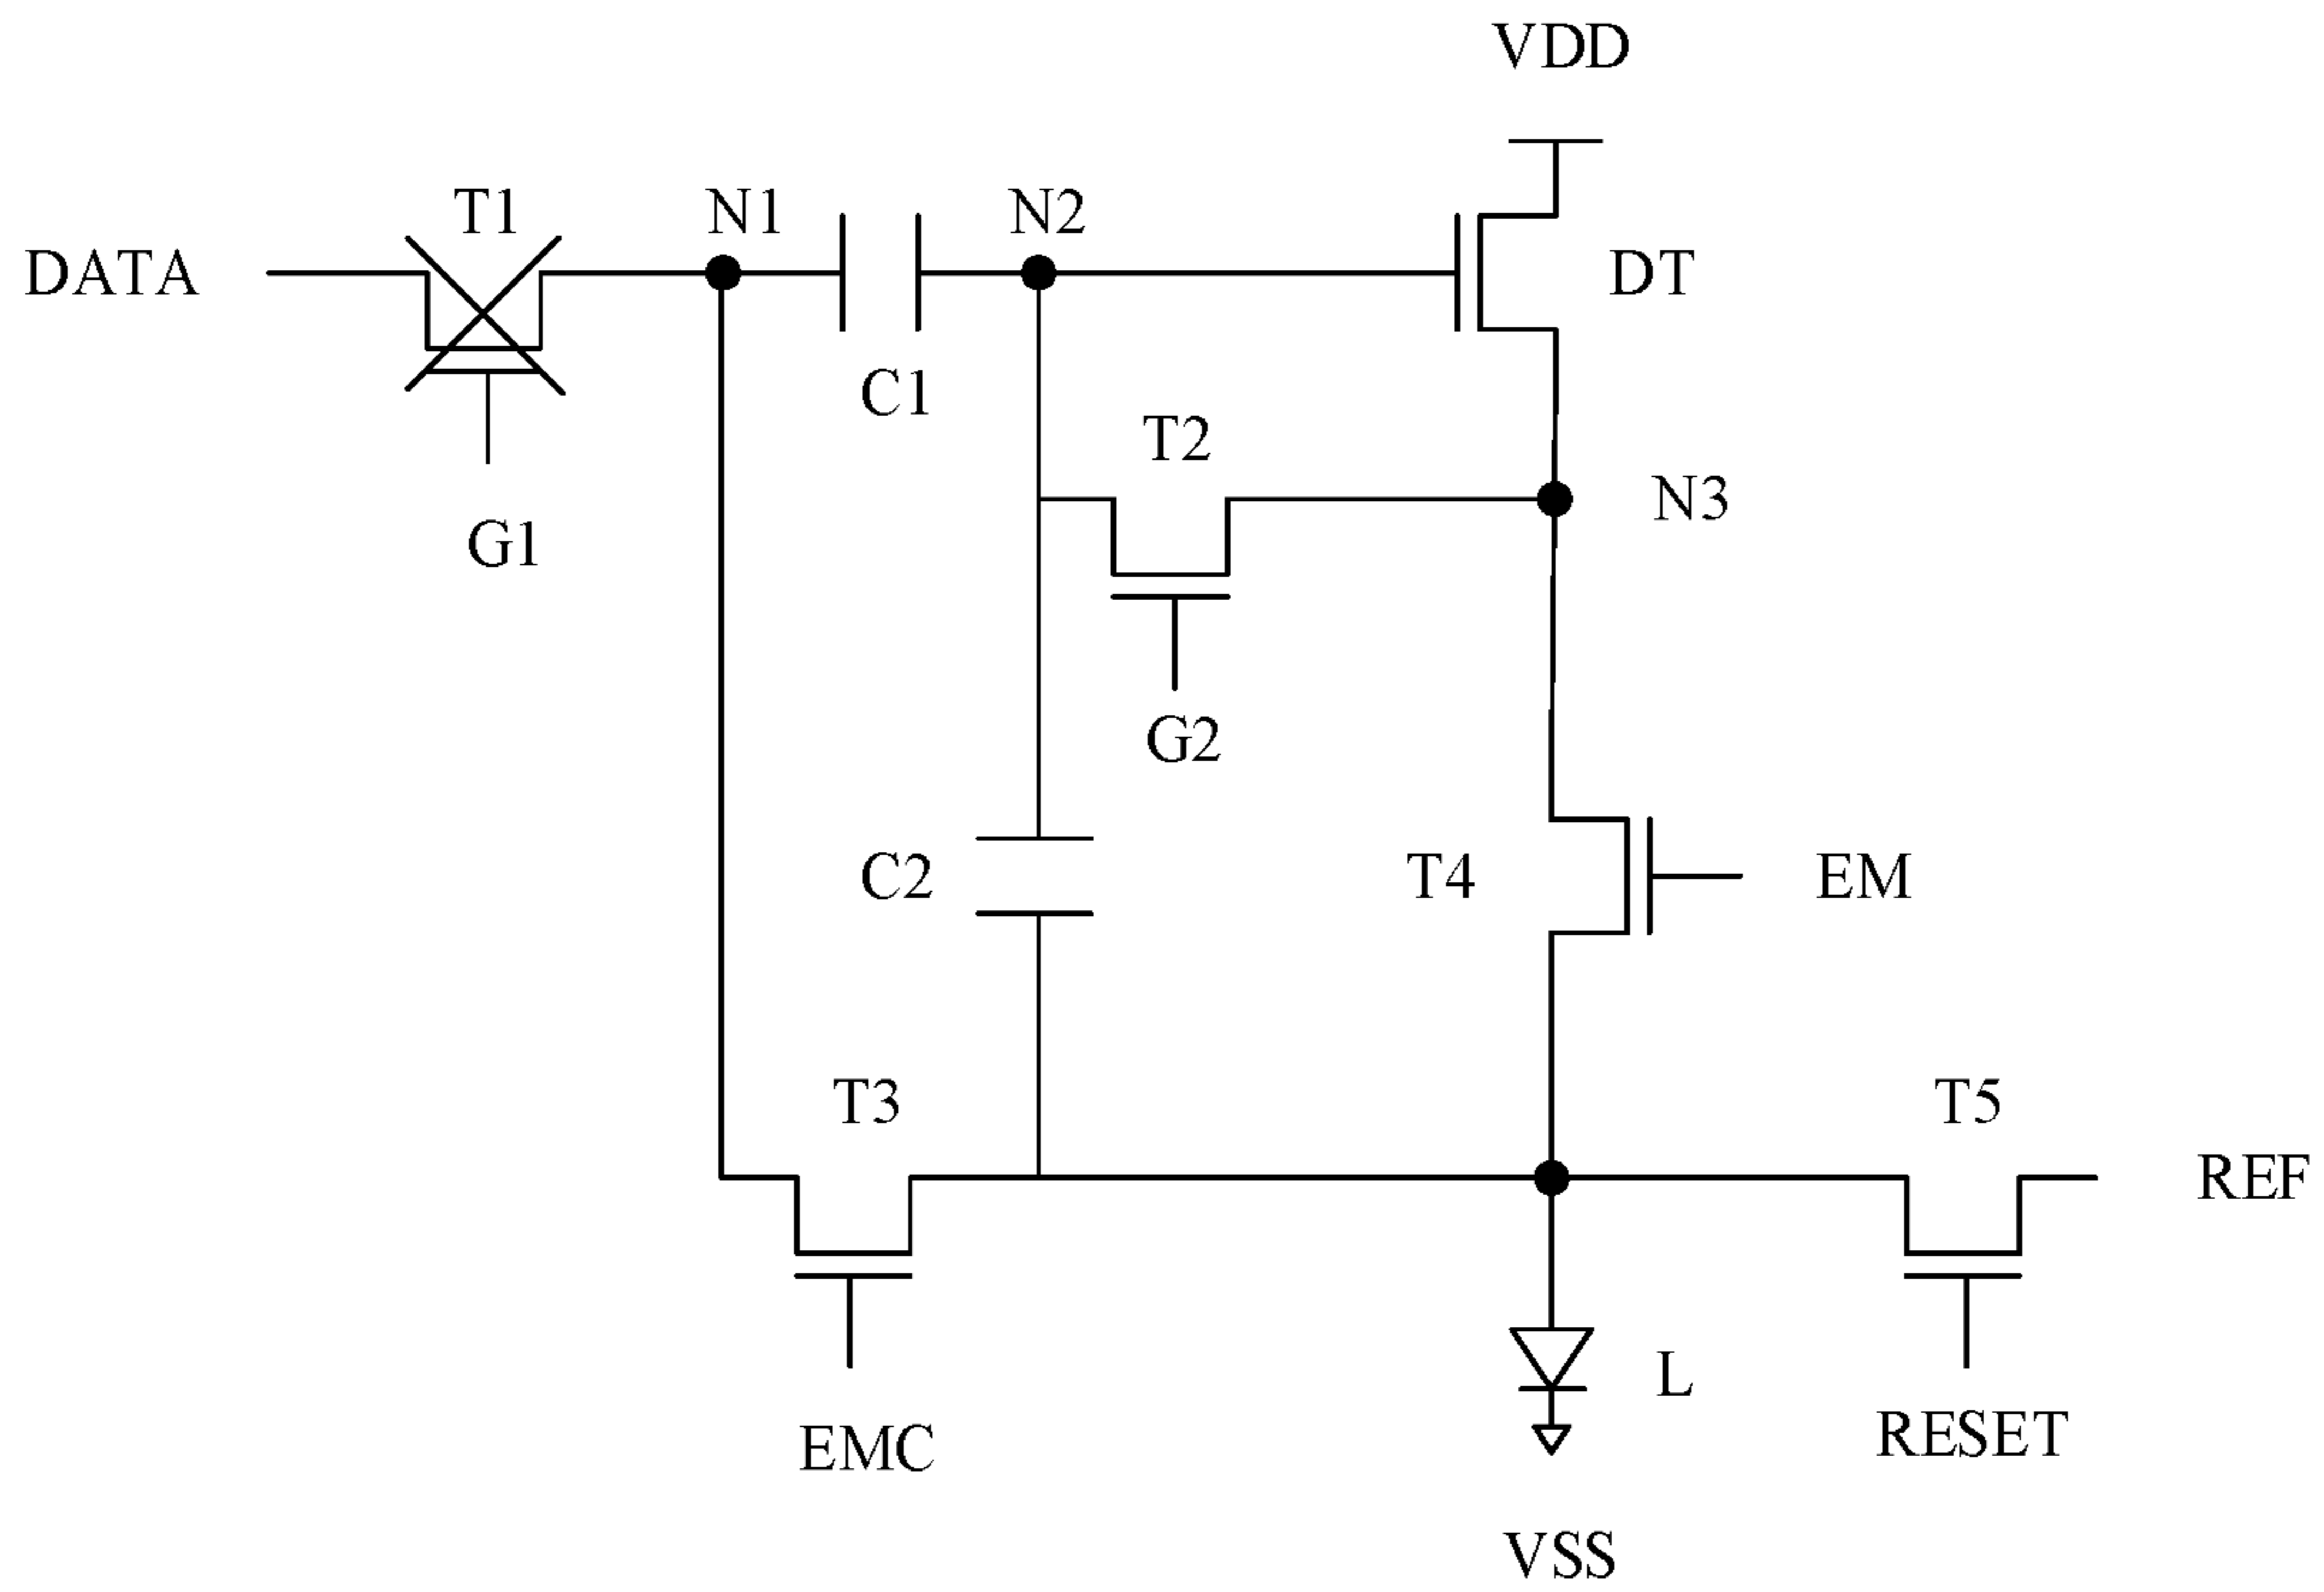 VDD
T1
N1
N2
DATA
DT
C1
T2
N3
G1
G2
C2
T4
EM
T3
T5
REF
L
EMC
RESET
VSS